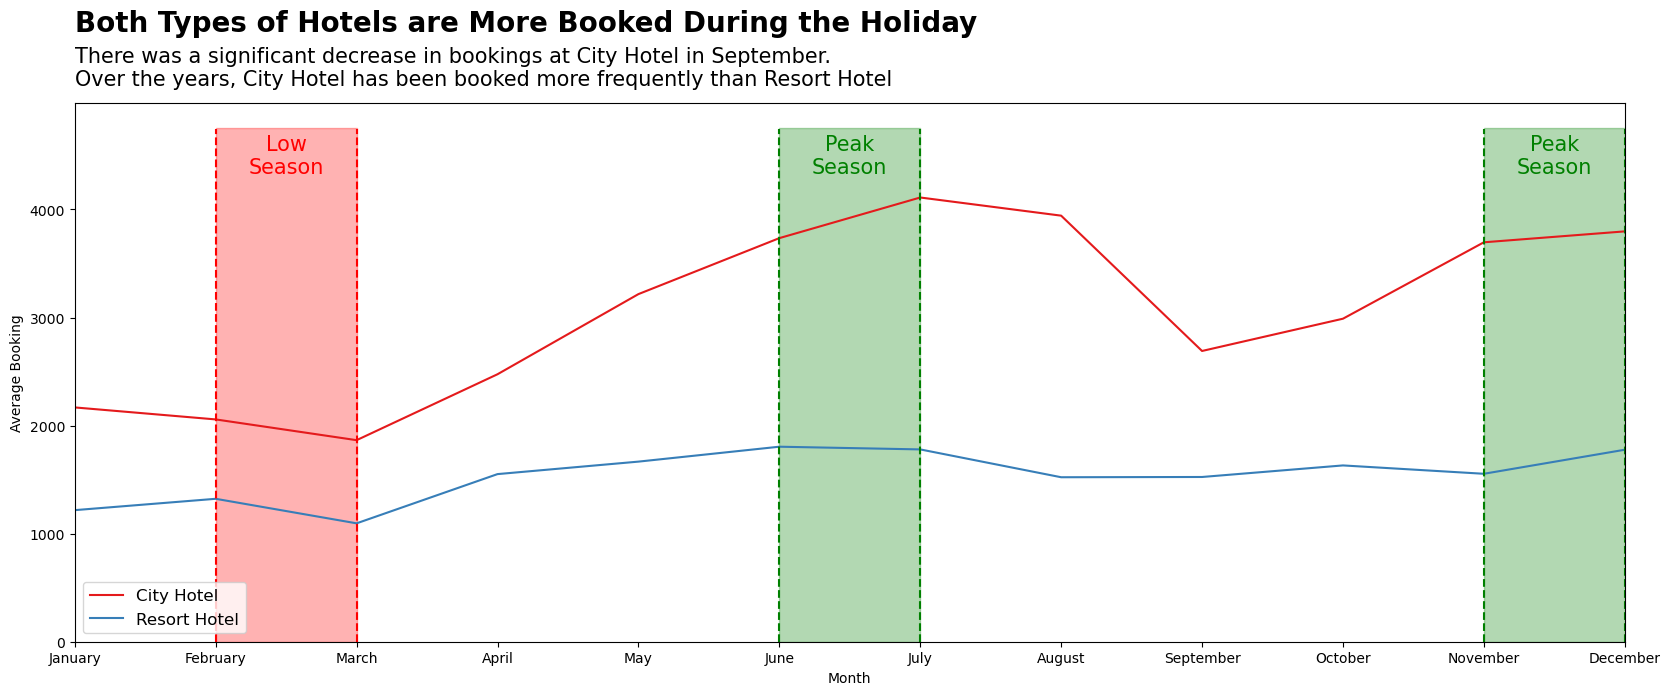 Both Types of Hotels are More Booked During the Holiday
There was a significant decrease in bookings at City Hotel in September.
Over the years, City Hotel has been booked more frequently than Resort Hotel
Low
Season
Peak
Season
Peak
Season
4000
3000
2000
1000
0
Average Booking
City Hotel
Resort Hotel
January February March April May June July August September October November December
Month